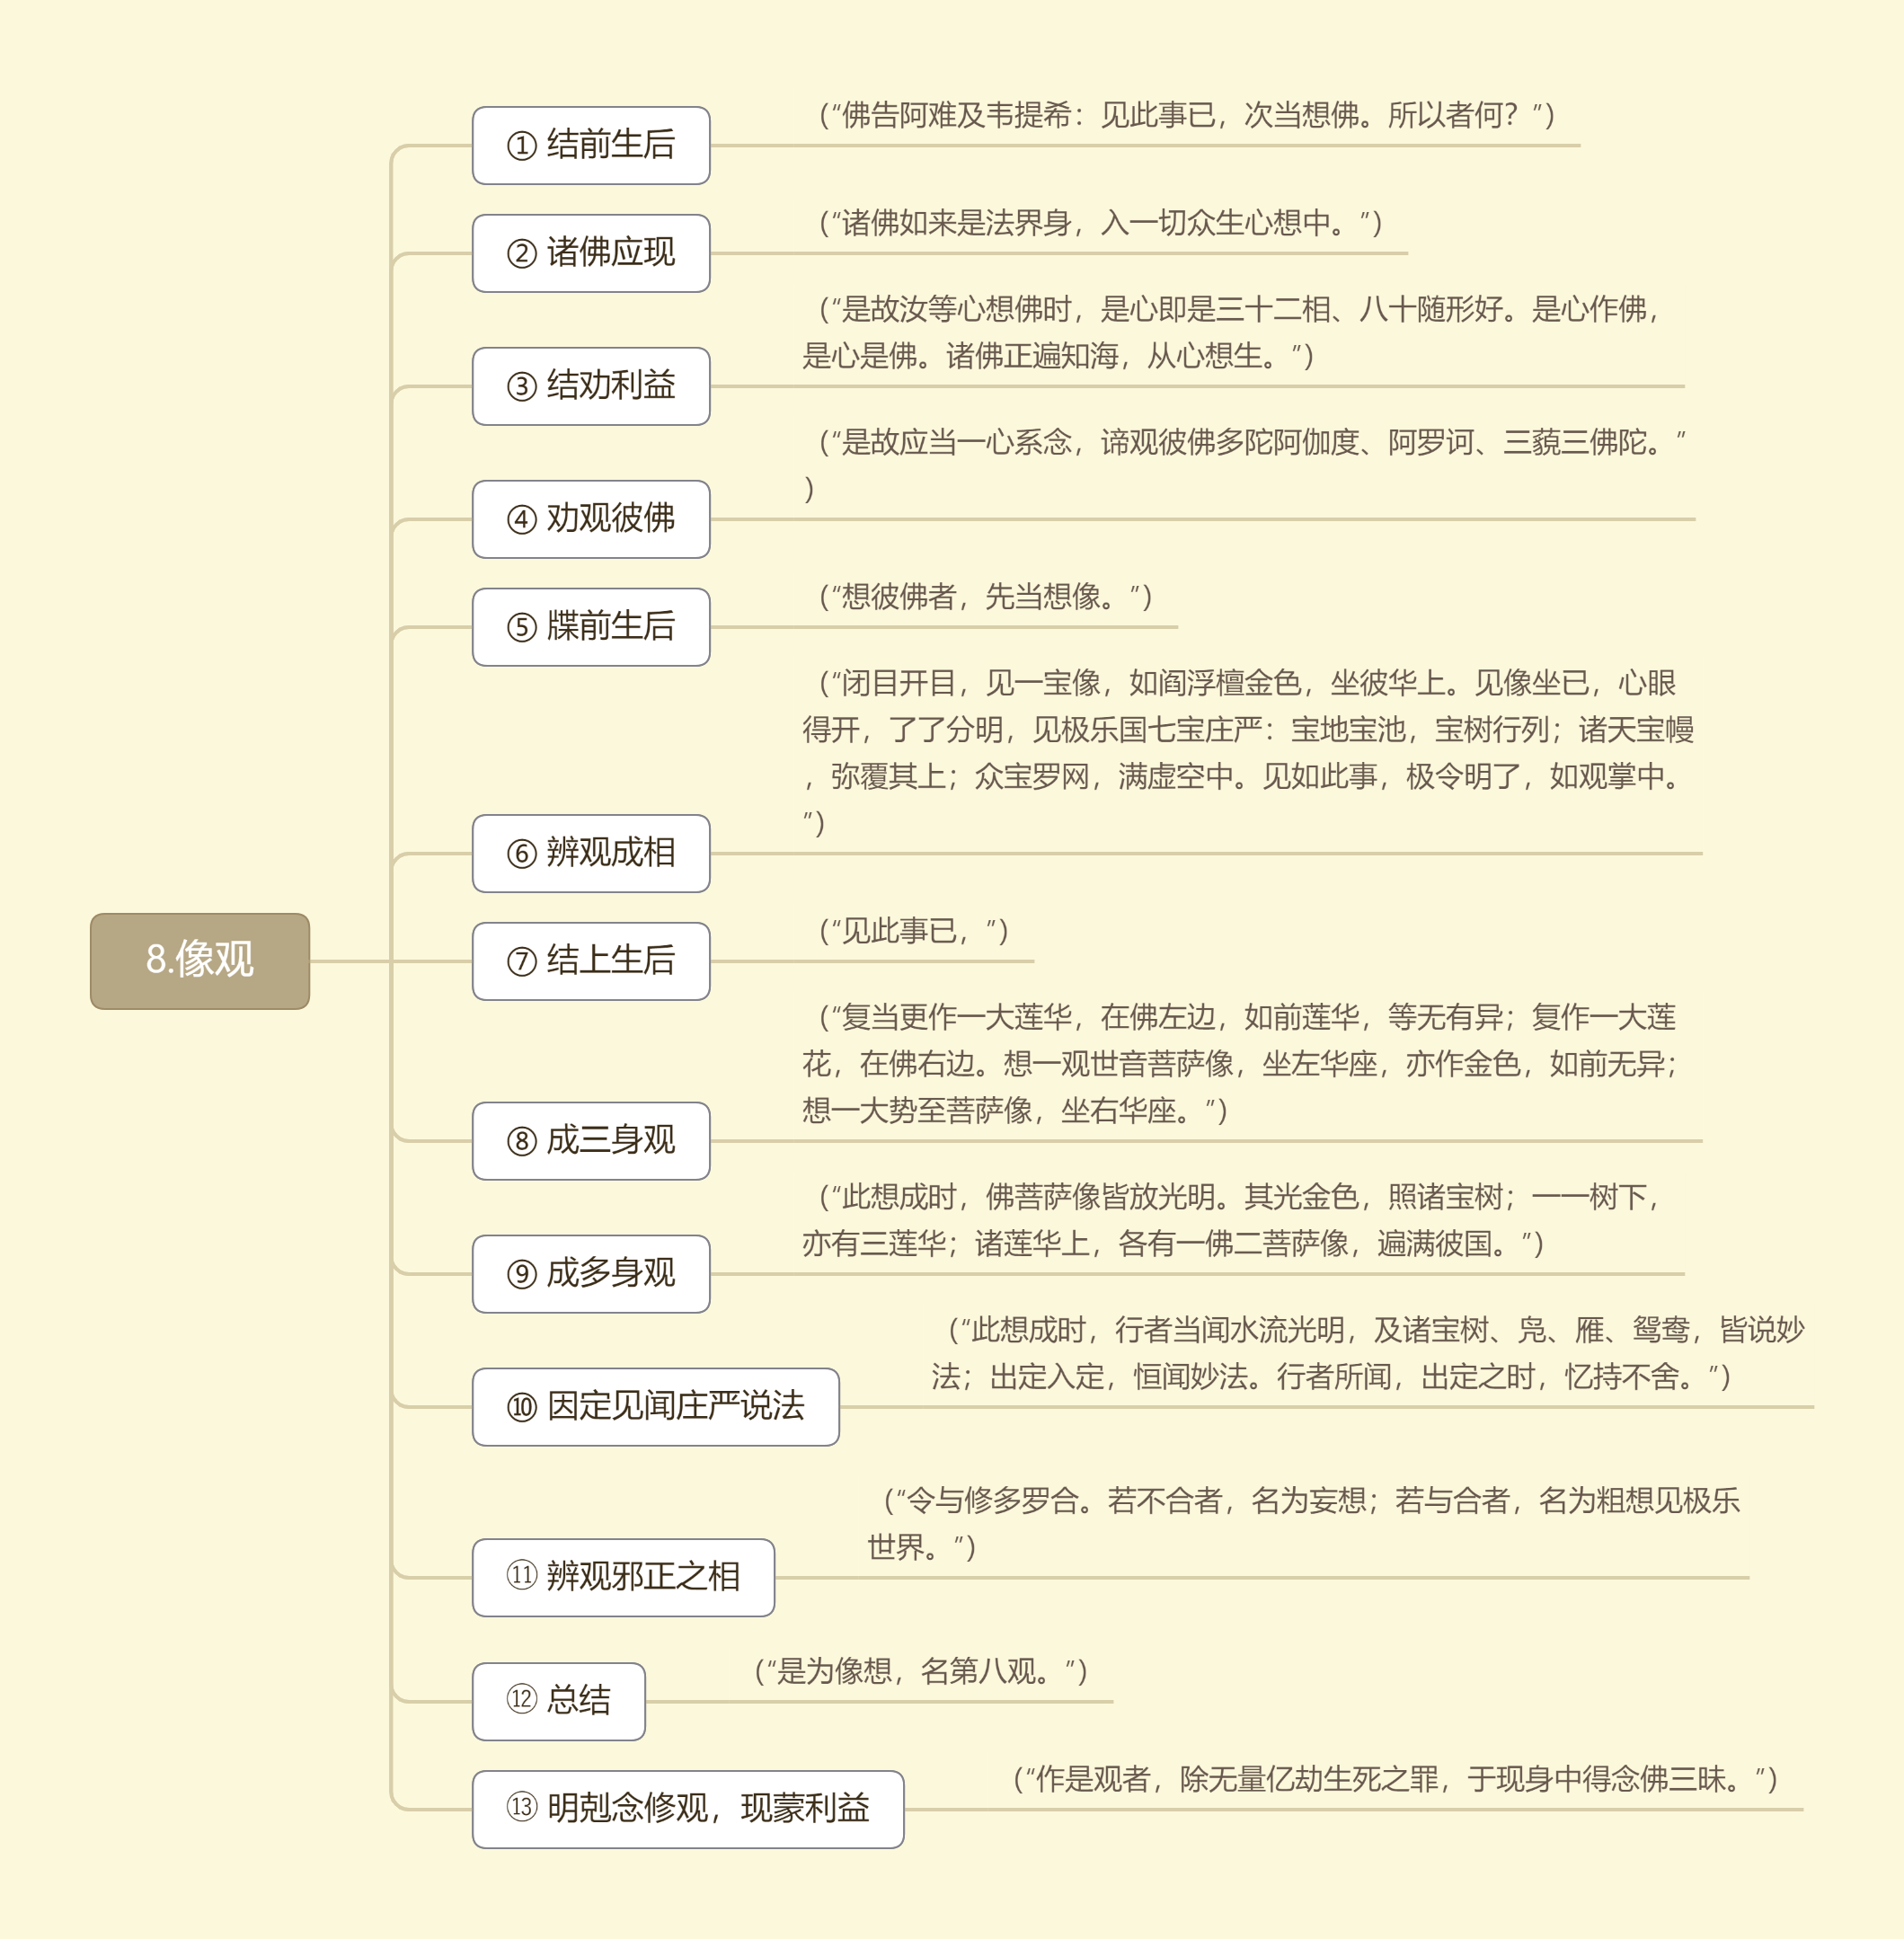 8.像观
① 结前生后
（“佛告阿难及韦提希：见此事已，次当想佛。所以者何？”）
② 诸佛应现
（“诸佛如来是法界身，入一切众生心想中。”）
③ 结劝利益
（“是故汝等心想佛时，是心即是三十二相、八十随形好。是心作佛，
是心是佛。诸佛正遍知海，从心想生。”）
④ 劝观彼佛
（“是故应当一心系念，谛观彼佛多陀阿伽度、阿罗诃、三藐三佛陀。”
）
⑤ 牒前生后
（“想彼佛者，先当想像。”）
⑥ 辨观成相
（“闭目开目，见一宝像，如阎浮檀金色，坐彼华上。见像坐已，心眼
得开，了了分明，见极乐国七宝庄严：宝地宝池，宝树行列；诸天宝幔
，弥覆其上；众宝罗网，满虚空中。见如此事，极令明了，如观掌中。
”）
⑦ 结上生后
（“见此事已，”）
⑧ 成三身观
（“复当更作一大莲华，在佛左边，如前莲华，等无有异；复作一大莲
花，在佛右边。想一观世音菩萨像，坐左华座，亦作金色，如前无异；
想一大势至菩萨像，坐右华座。”）
⑨ 成多身观
（“此想成时，佛菩萨像皆放光明。其光金色，照诸宝树；一一树下，
亦有三莲华；诸莲华上，各有一佛二菩萨像，遍满彼国。”）
⑩ 因定见闻庄严说法
（“此想成时，行者当闻水流光明，及诸宝树、凫、雁、鸳鸯，皆说妙
法；出定入定，恒闻妙法。行者所闻，出定之时，忆持不舍。”）
⑪ 辨观邪正之相
（“令与修多罗合。若不合者，名为妄想；若与合者，名为粗想见极乐
世界。”）
⑫ 总结
（“是为像想，名第八观。”）
⑬ 明剋念修观，现蒙利益
（“作是观者，除无量亿劫生死之罪，于现身中得念佛三昧。”）